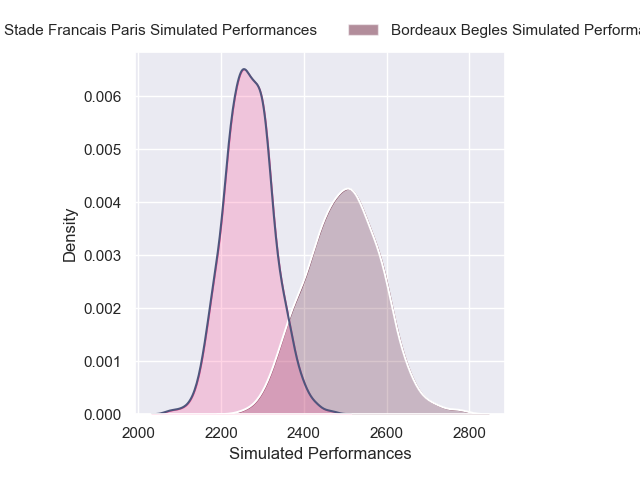 Stade Francais Paris Simulated Performances Bordeaux Begles Simulated
0.006
0.005
0.004
0.003
0.002
0.001
0.000
Density
2000 2200 2400 2600 2800
Simulated Performances